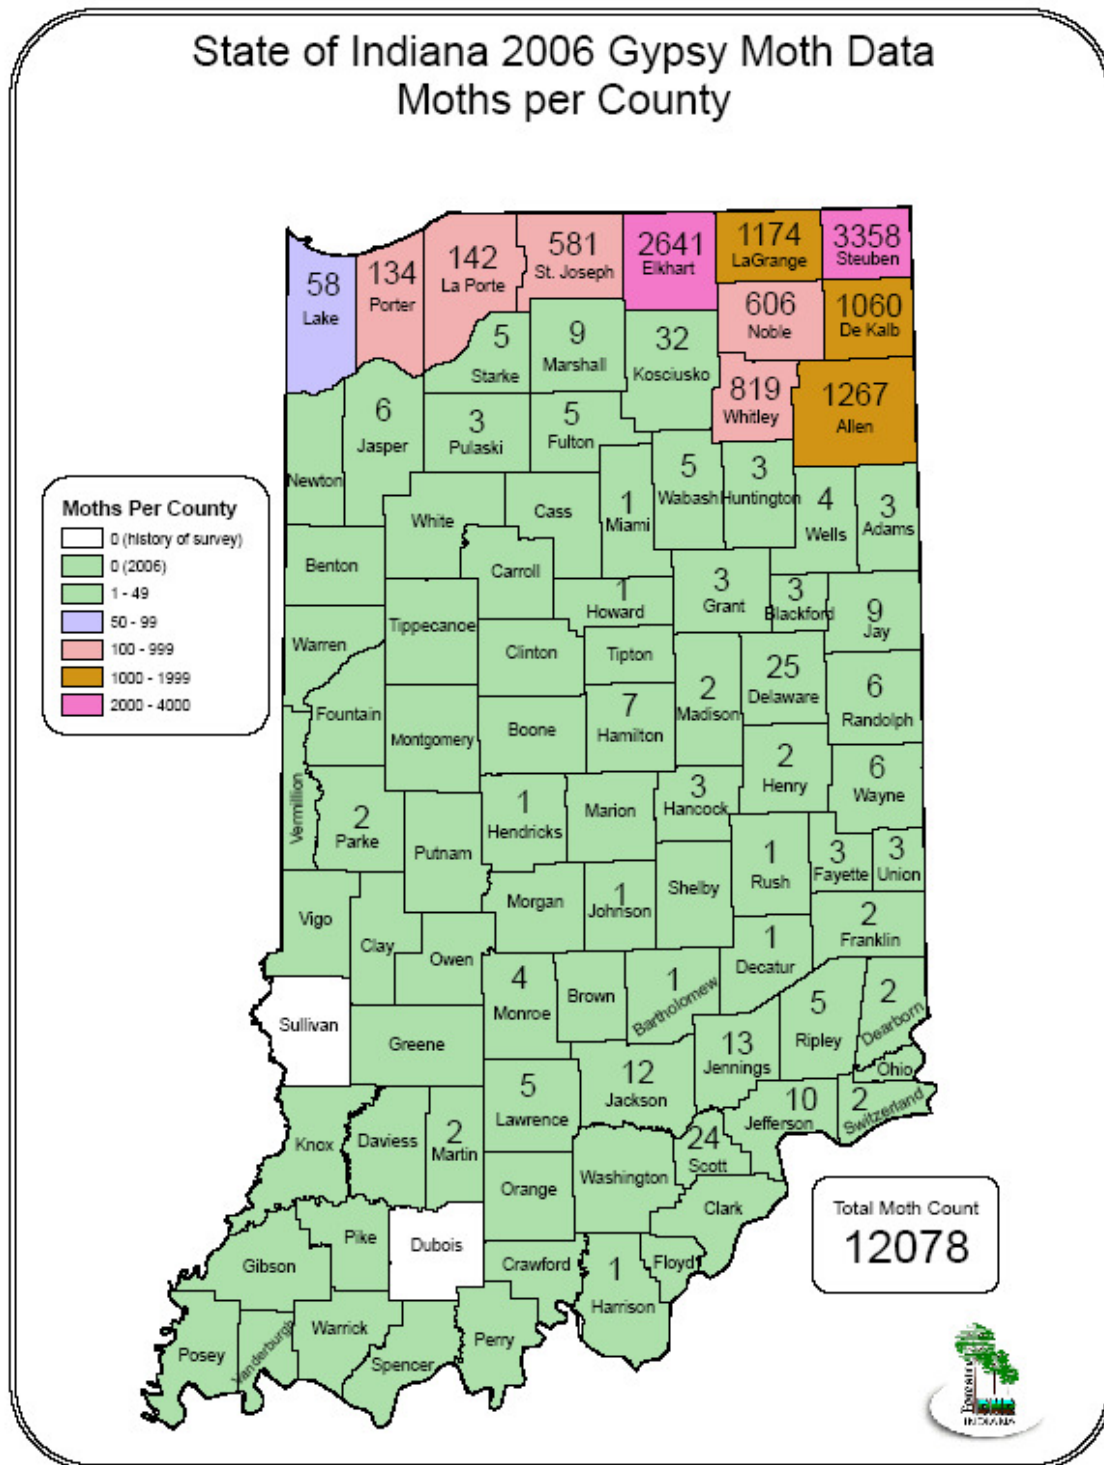 State of Indiana 2006 Gypsy Moth Data
Moths per County
58
Lake
134
Porter
142
La Porte
581
St. Joseph
2641
Elkhart
1174
LaGrange
3358
Steuben
606
Noble
1060
De Kalb
5
Starke
9
Marshall
32
Kosciusko
819
Whitley
1267
Allen
Newton
6
Jasper
3
Pulaski
5
Fulton
White
Cass
1
Miami
5
Wabash
3
Huntington
4
Wells
3
Adams
Benton
Carroll
1
Howard
3
Grant
3
Blackford
9
Jay
Warren
Tippecanoe
Clinton
Tipton
2
Madison
25
Delaware
6
Randolph
Fountain
Montgomery
Boone
7
Hamilton
2
Henry
6
Wayne
Vermillion
2
Parke
Putnam
1
Hendricks
Marion
3
Hancock
1
Rush
3
Fayette
3
Union
Vigo
Clay
Owen
Morgan
1
Johnson
Shelby
1
Decatur
2
Franklin
Sullivan
Greene
4
Monroe
Brown
1
Bartholomew
13
Jennings
5
Ripley
2
Dearborn
Ohio
Knox
Daviess
2
Martin
5
Lawrence
12
Jackson
24
Scott
10
Jefferson
2
Switzerland
Orange
Washington
Clark
Gibson
Pike
Dubois
Crawford
1
Harrison
Floyd
Posey
Vanderburgh
Warrick
Spencer
Perry
Moths Per County
0 (history of survey)
0 (2006)
1 - 49
50 - 99
100 - 999
1000 - 1999
2000 - 4000
Total Moth Count
12078
Forestry
DNR
INDIANA